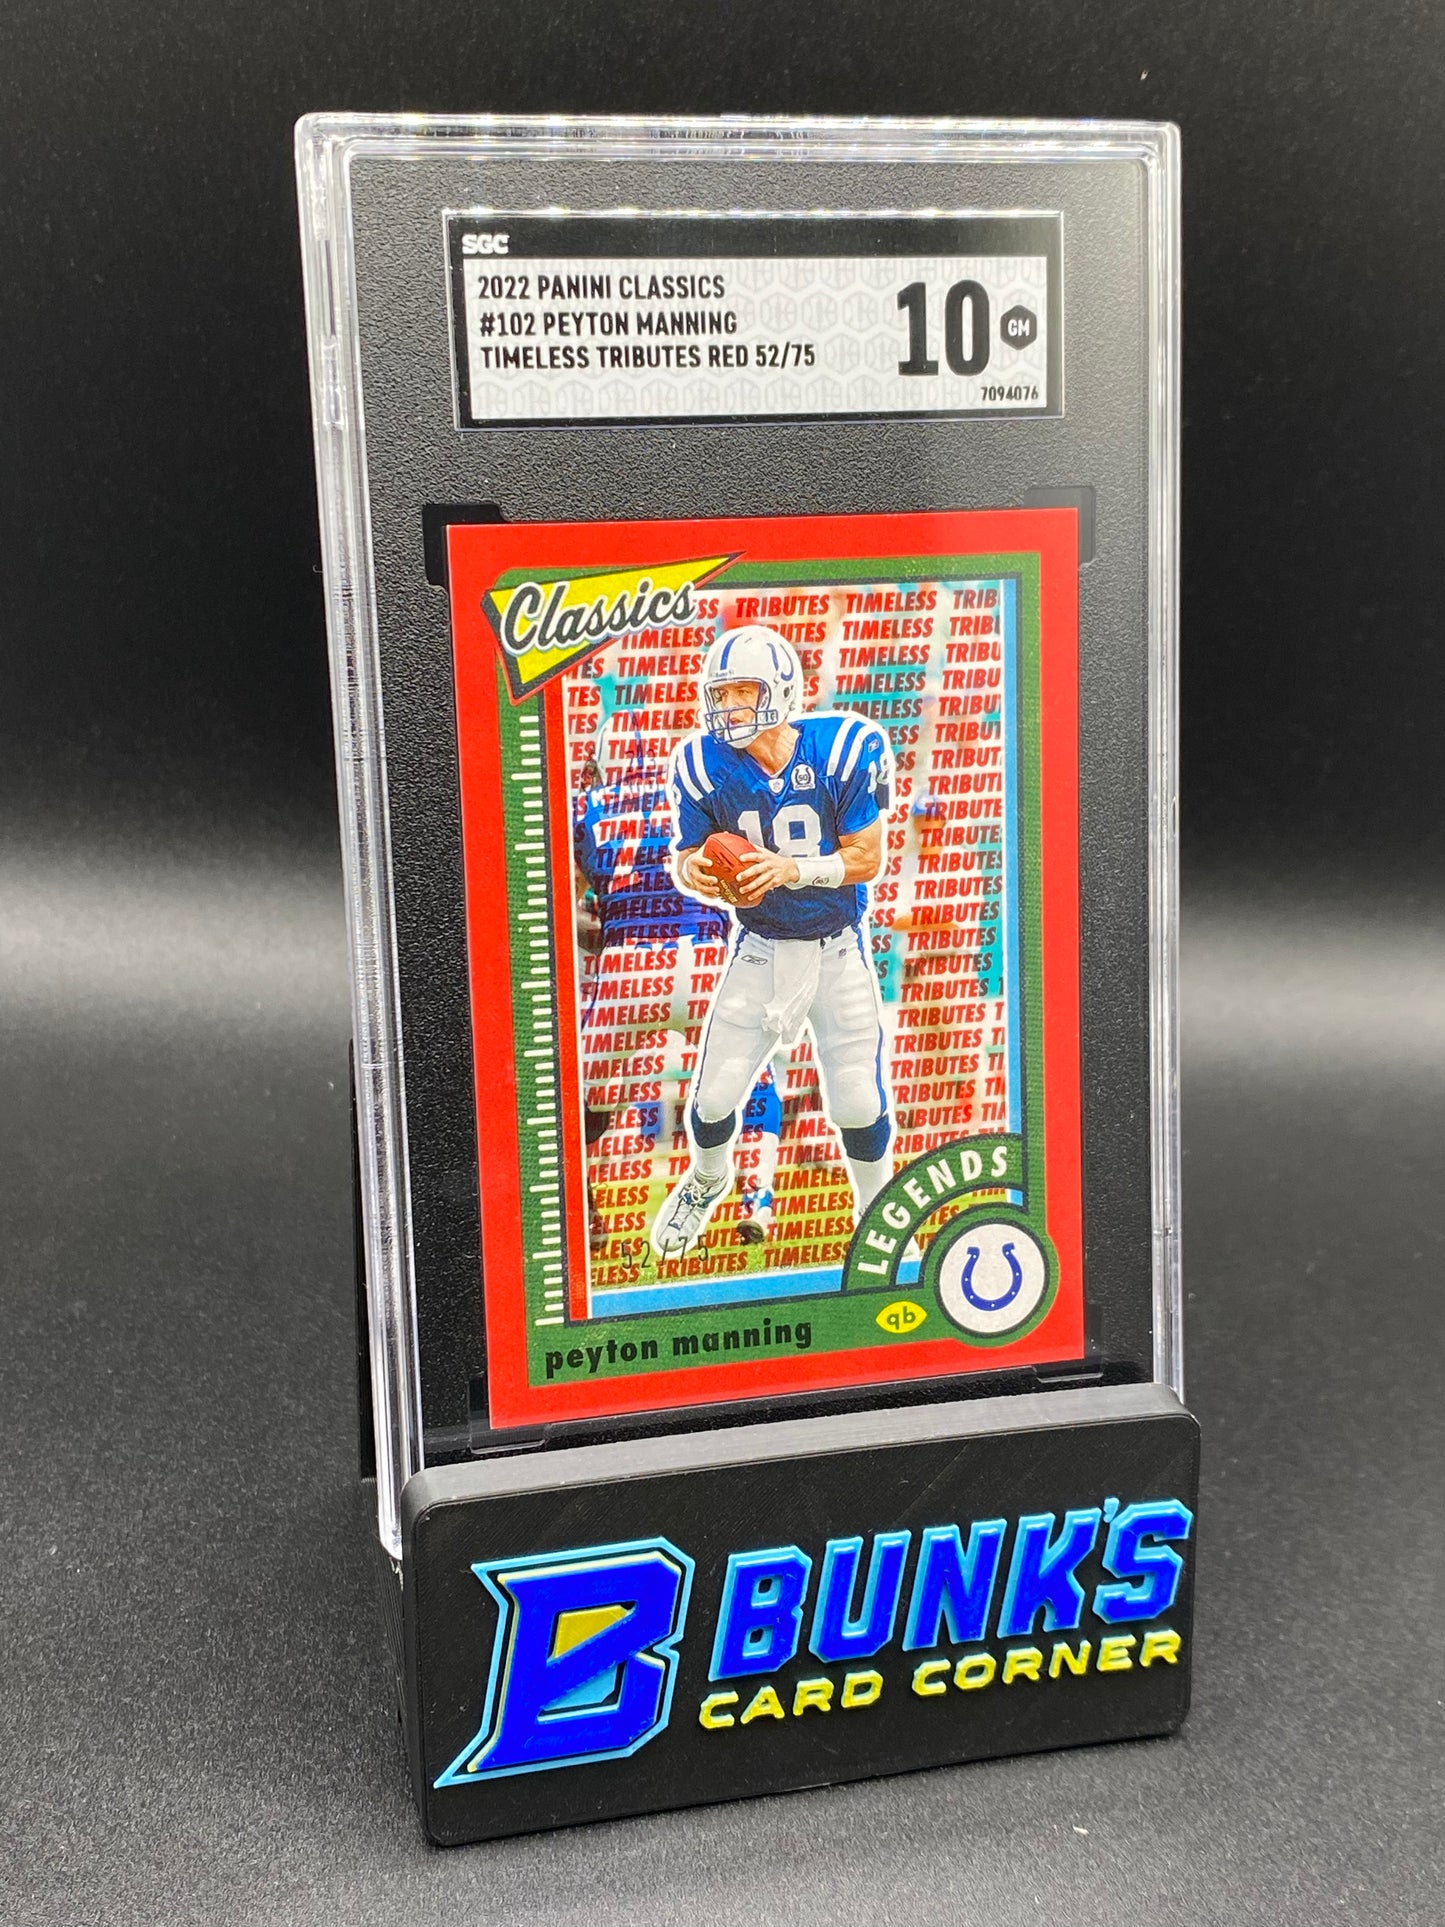 SGC
2022 PANINI CLASSICS
#102 PEYTON MANNING
TIMELESS TRIBUTES RED 52/75
10
GM
7094076
Classics
TIMELESS TRIBUTES
18
52/75
LEGENDS
qb
peyton manning
B BUNK'S
CARD CORNER